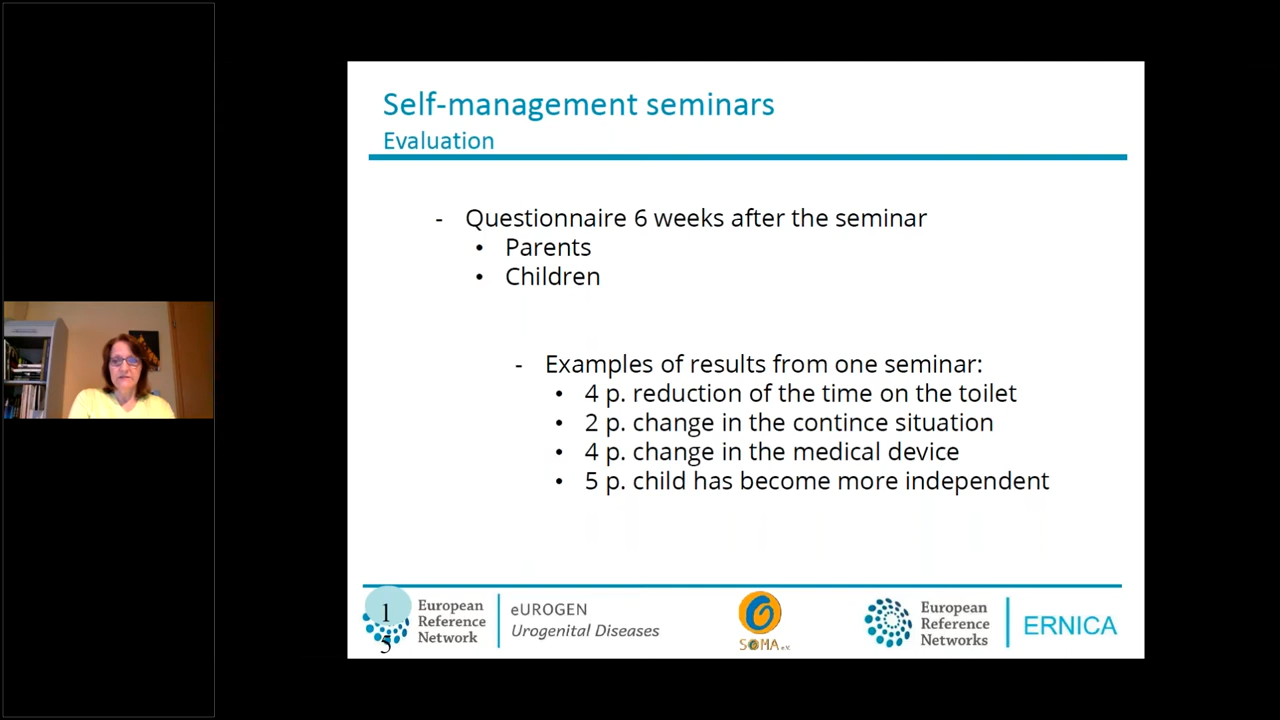 Self-management seminars
Evaluation
- Questionnaire 6 weeks after the seminar
• Parents
• Children
- Examples of results from one seminar:
• 4 p. reduction of the time on the toilet
• 2 p. change in the contince situation
• 4 p. change in the medical device
• 5 p. child has become more independent
1
5
European
Reference
Network
eUROGEN
Urogenital Diseases
SOMA e.V.
European
Reference
Networks
ERNICA